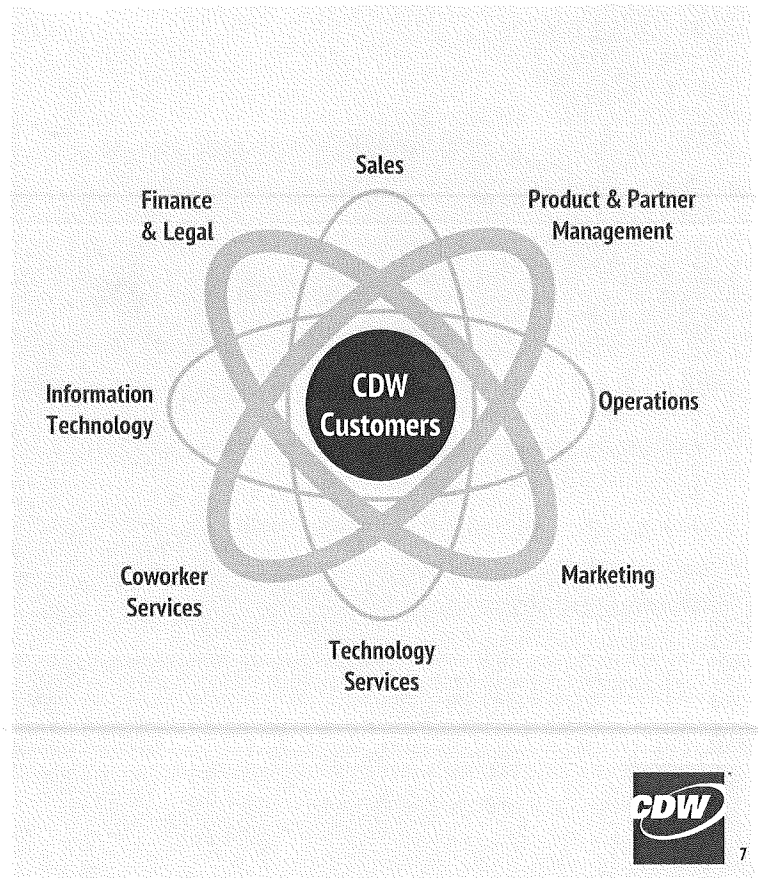 Sales
Finance
& Legal
Product & Partner
Management
Information
Technology
CDW
Customers
Operations
Coworker
Services
Marketing
Technology
Services
CDW
7